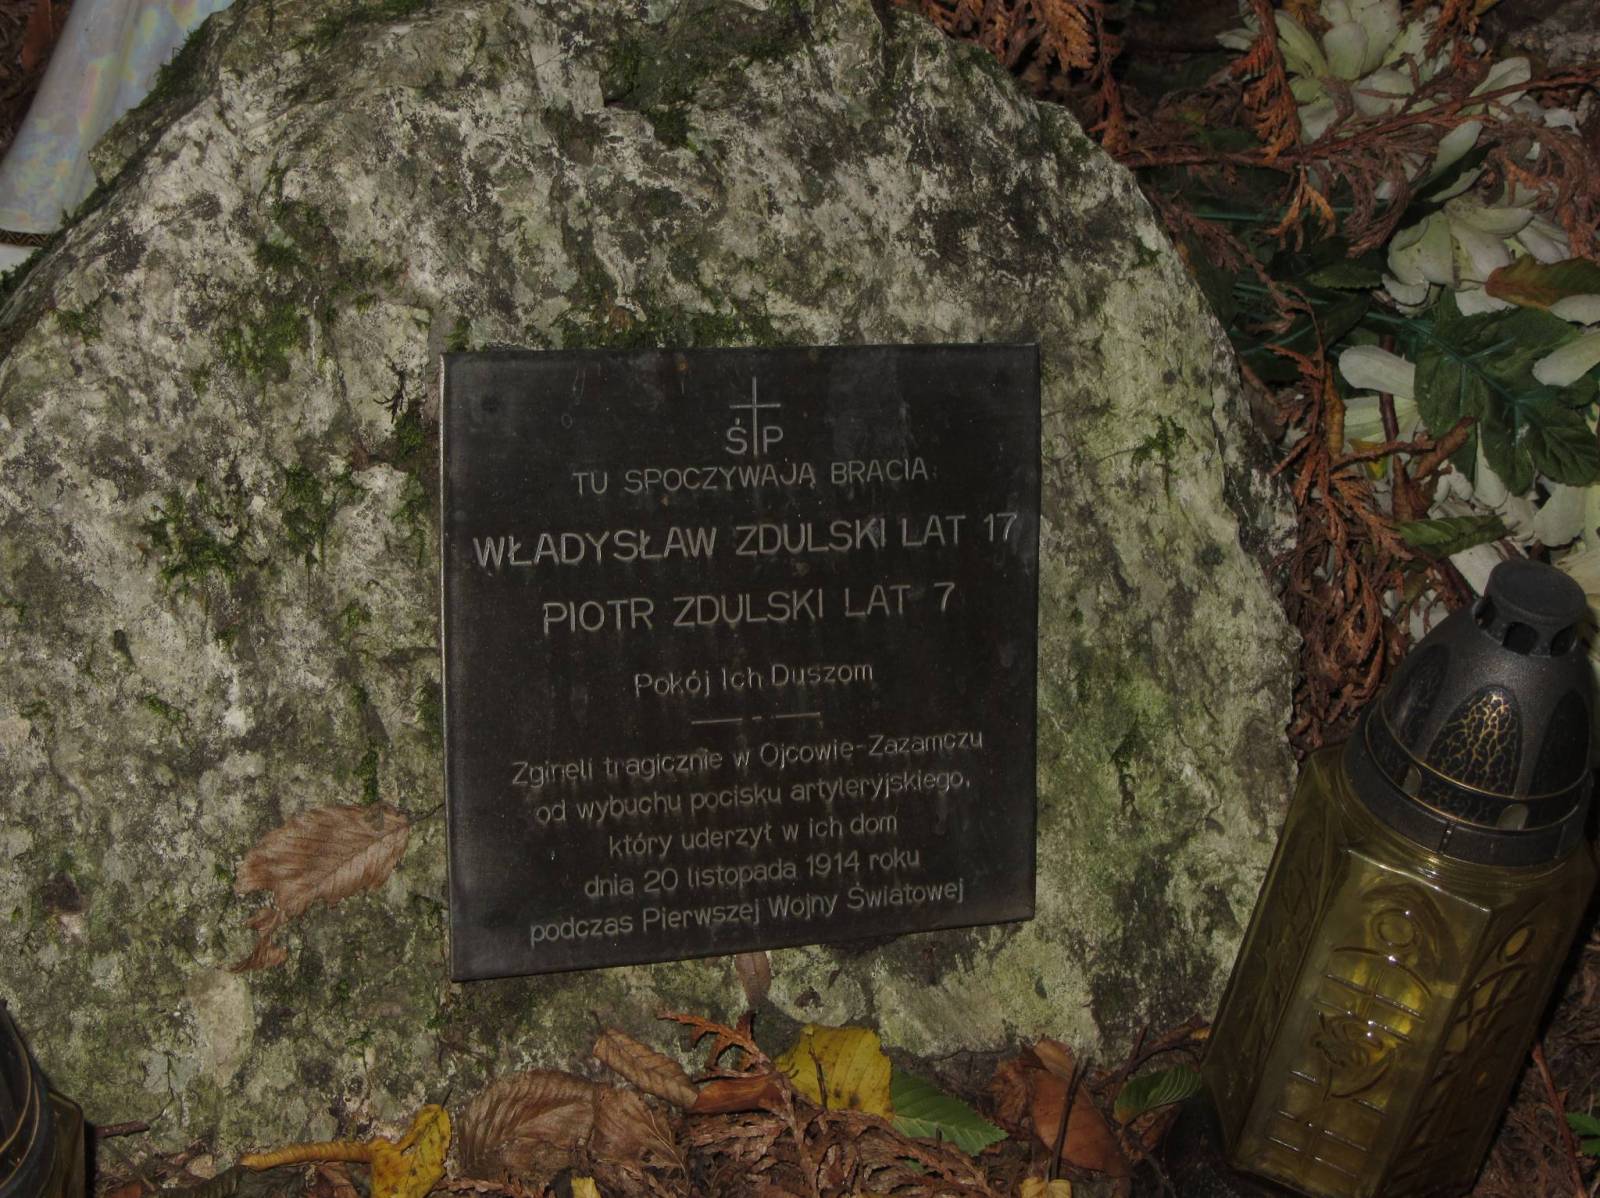 ŚP
TU SPOCZYWAJĄ BRACIA
WŁADYSŁAW ZDULSKI LAT 17
PIOTR ZDULSKI LAT 7
Pokój Ich Duszom
Zgineli tragicznie w Ojcowie-Zazamczu
od wybuchu pocisku artyleryjskiego,
który uderzył w ich dom
dnia 20 listopada 1914 roku
podczas Pierwszej Wojny Światowej